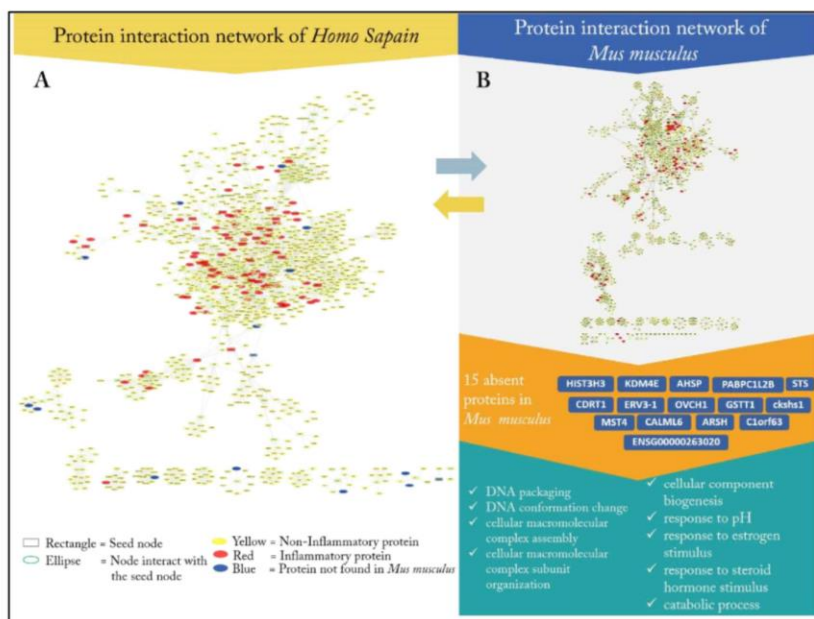 Protein interaction network of Homo Sapain
Protein interaction network of
Mus musculus
A
B
15 absent
proteins in
Mus musculus
HIST3H3 KDM4E AHSP PABPC1L2B STS
CDRT1 ERV3-1 OVCH1 GSTT1 ckshs1
MST4 CALML6 ARSH C1orf63
ENSG00000263020
✓ DNA packaging
✓ DNA conformation change
✓ cellular macromolecular
complex assembly
✓ cellular macromolecular
complex subunit
organization
✓ cellular component
biogenesis
✓ response to pH
✓ response to estrogen
stimulus
✓ response to steroid
hormone stimulus
✓ catabolic process
Rectangle = Seed node
Ellipse = Node interact with
the seed node
Yellow = Non-Inflammatory protein
Red = Inflammatory protein
Blue = Protein not found in Mus musculus